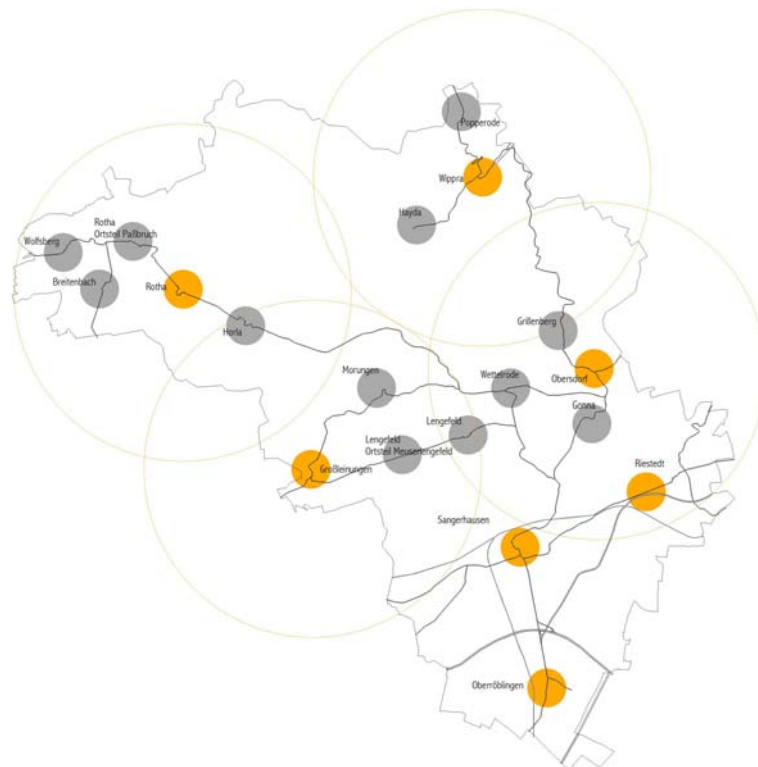 Popperode
Wippra
Hayda
Rotha
Ortsteil Paßbruch
Wolfsberg
Breitenbach
Rotha
Horla
Grillenberg
Morungen
Wettelrode
Obersdorf
Gonna
Lengefeld
Lengefeld
Ortsteil Meuserlengefeld
Großleinungen
Riestedt
Sangerhausen
Oberröblingen